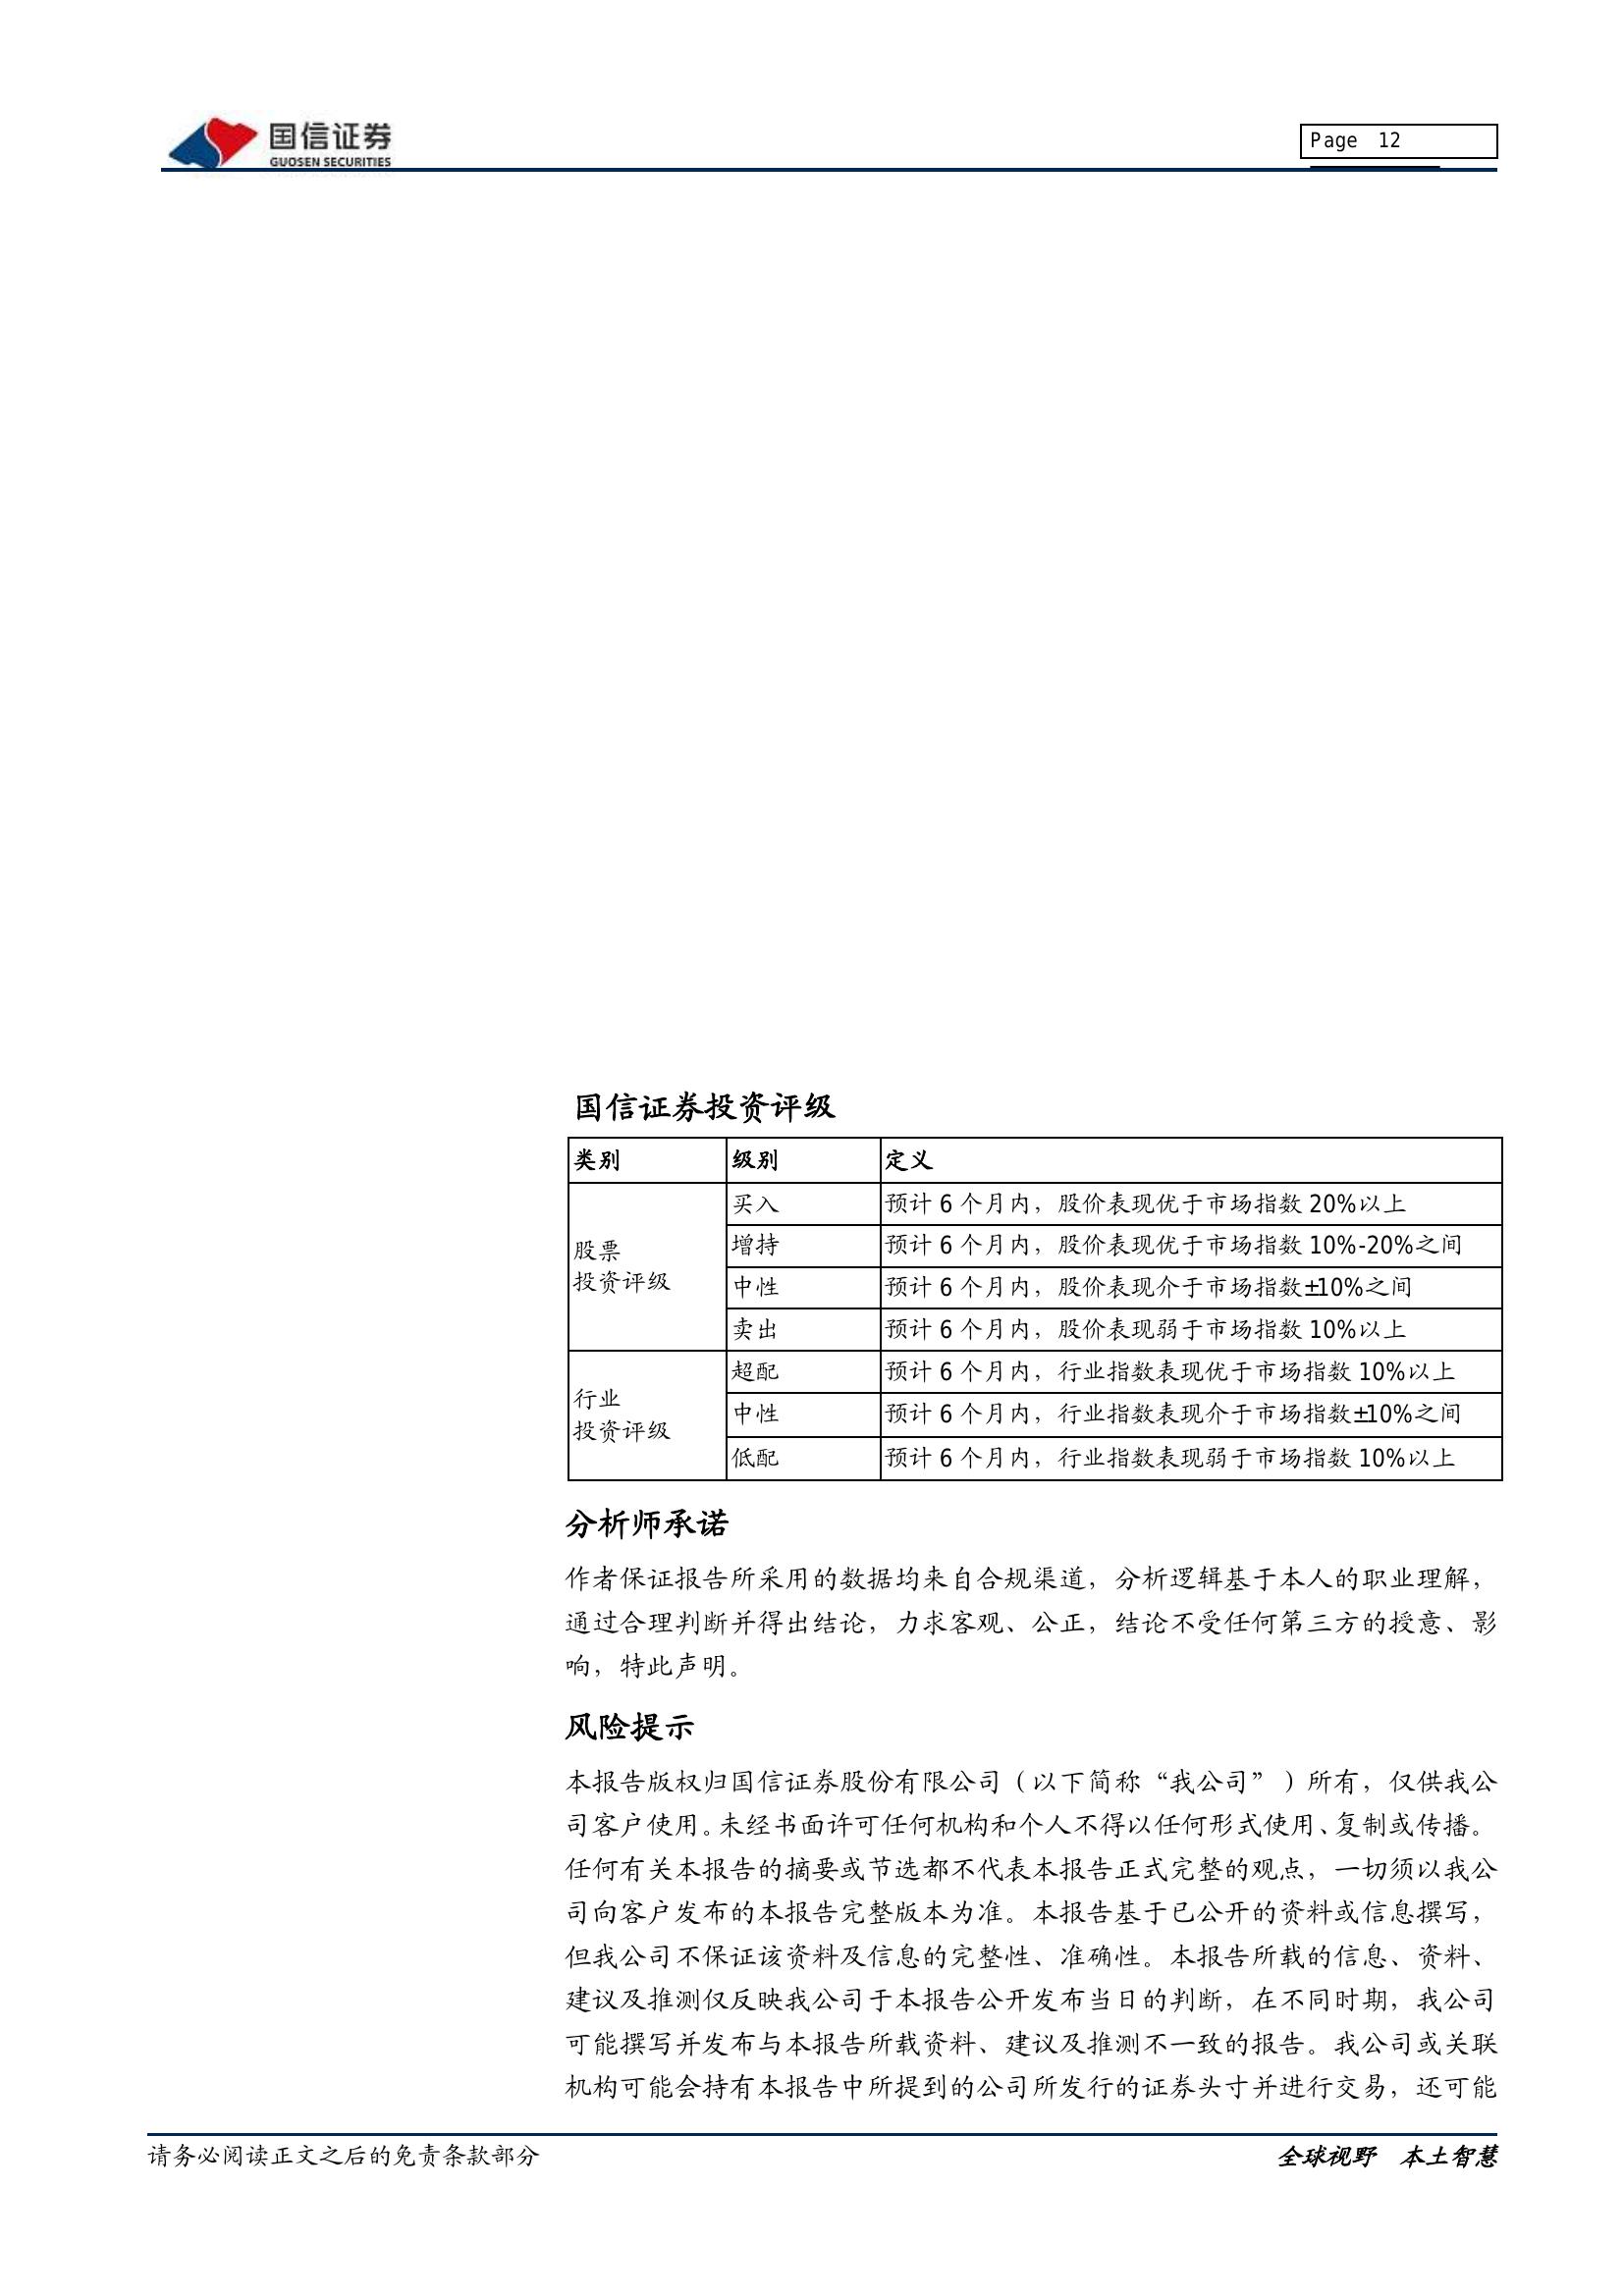 国信证券
GUOSEN SECURITIES
Page 12
国信证券投资评级
类别 级别 定义
股票
投资评级
买入 预计 6 个月内，股价表现优于市场指数 20%以上
增持 预计 6 个月内，股价表现优于市场指数 10%-20%之间
中性 预计 6 个月内，股价表现介于市场指数±10%之间
卖出 预计 6 个月内，股价表现弱于市场指数 10%以上
行业
投资评级
超配 预计 6 个月内，行业指数表现优于市场指数 10%以上
中性 预计 6 个月内，行业指数表现介于市场指数±10%之间
低配 预计 6 个月内，行业指数表现弱于市场指数 10%以上
分析师承诺
作者保证报告所采用的数据均来自合规渠道，分析逻辑基于本人的职业理解，
通过合理判断并得出结论，力求客观、公正，结论不受任何第三方的授意、影
响，特此声明。
风险提示
本报告版权归国信证券股份有限公司（以下简称“我公司”）所有，仅供我公
司客户使用。未经书面许可任何机构和个人不得以任何形式使用、复制或传播。
任何有关本报告的摘要或节选都不代表本报告正式完整的观点，一切须以我公
司向客户发布的本报告完整版本为准。本报告基于已公开的资料或信息撰写，
但我公司不保证该资料及信息的完整性、准确性。本报告所载的信息、资料、
建议及推测仅反映我公司于本报告公开发布当日的判断，在不同时期，我公司
可能撰写并发布与本报告所载资料、建议及推测不一致的报告。我公司或关联
机构可能会持有本报告中所提到的公司所发行的证券头寸并进行交易，还可能
请务必阅读正文之后的免责条款部分
全球视野 本土智慧